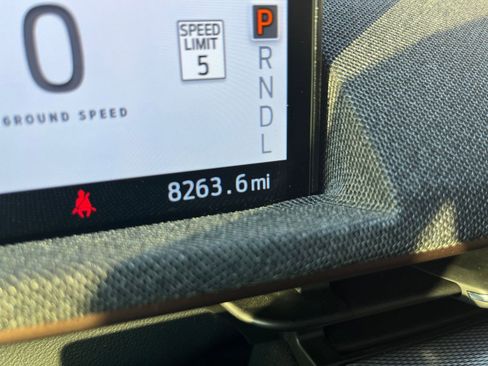 0
GROUND SPEED
SPEED
LIMIT
5
P
R
N
D
L
8263.6 mi